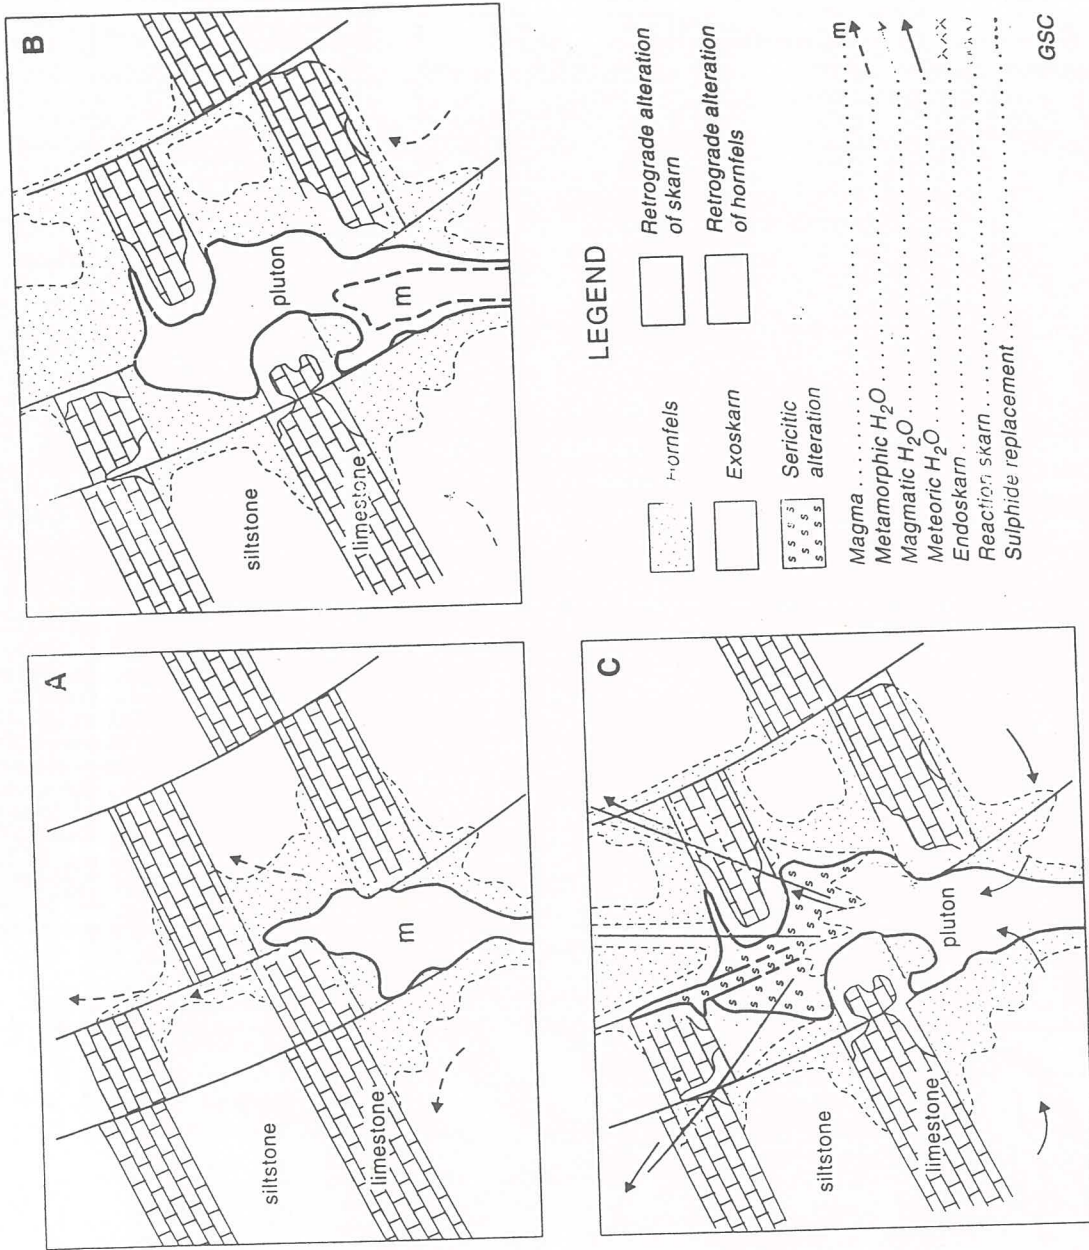 A
siltstone
limestone
m
B
siltstone
limestone
pluton
m
C
siltstone
limestone
pluton
s s s s s s s s s s s s s s s s s s s s s s s s
LEGEND
Hornfels
Exoskarn
s s s s
s s s s
s s s s
Sericitic
alteration
Retrograde alteration
of skarn
Retrograde alteration
of hornfels
Magma m
Metamorphic H₂O
Magmatic H₂O
Meteoric H₂O
Endoskarn
Reaction skarn
Sulphide replacement
GSC